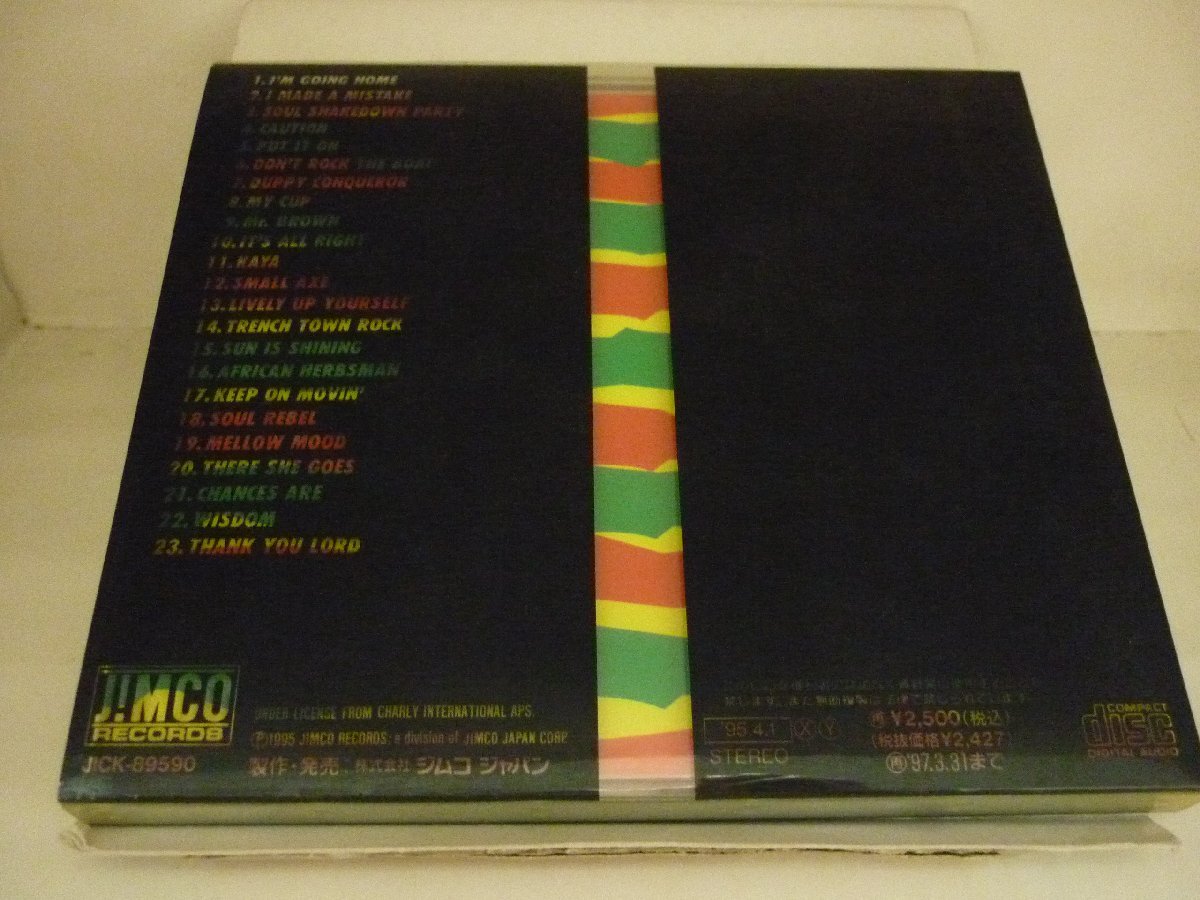 1. I'M GOING HOME
2. I MADE A MISTAKE
3. SOUL SHAKEDOWN PARTY
4. CAUTION
5. PUT IT ON
6. DON'T ROCK THE BOAT
7. DUPPY CONQUEROR
8. MY CUP
9. Mr. BROWN
10. IT'S ALL RIGHT
11. KAYA
12. SMALL AXE
13. LIVELY UP YOURSELF
14. TRENCH TOWN ROCK
15. SUN IS SHINING
16. AFRICAN HERBSMAN
17. KEEP ON MOVIN'
18. SOUL REBEL
19. MELLOW MOOD
20. THERE SHE GOES
21. CHANCES ARE
22. WISDOM
23. THANK YOU LORD
J!MCO
RECORDS
JICK-89590
UNDER LICENSE FROM CHARLY INTERNATIONAL APS.
Ⓟ1995 JIMCO RECORDS: a division of JIMCO JAPAN CORP.
製作・発売:株式会社 ジムコ ジャパン
'95.4.1 X Y
STEREO
¥2,500(税込)
(税抜価格¥2,427)
'97.3.31まで
COMPACT
disc
DIGITAL AUDIO